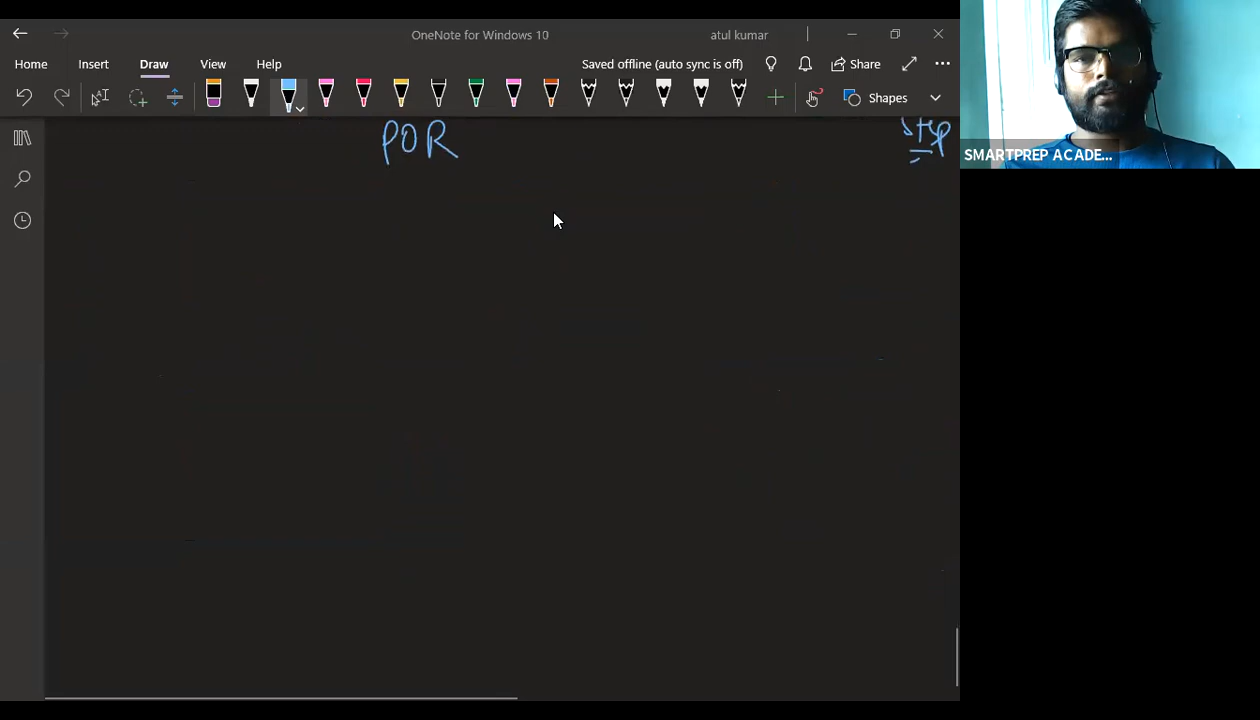 OneNote for Windows 10
atul kumar
Home Insert Draw View Help
Saved offline (auto sync is off)
Share
Shapes
POR
Step
SMARTPREP ACADE...